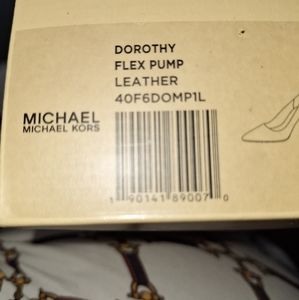 DOROTHY
FLEX PUMP
LEATHER
40F6DOMP1L
MICHAEL
MICHAEL KORS
1 90141 89007 0